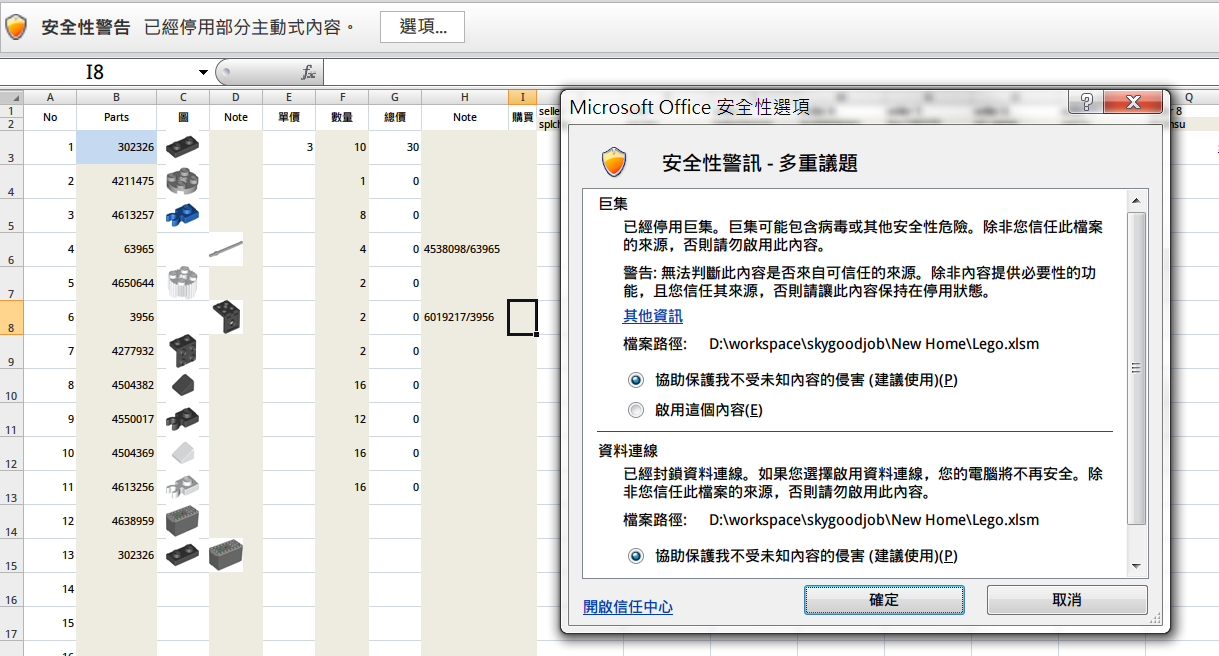 安全性警告 已經停用部分主動式內容。 選項...
I8 fx
A B C D E F G H I Q
1 selle 8
2 No Parts 圖 Note 單價 數量 總價 Note 購買 splch nsu
3 1 302326 3 10 30
4 2 4211475 1 0
5 3 4613257 8 0
6 4 63965 4 0 4538098/63965
7 5 4650644 2 0
8 6 3956 2 0 6019217/3956
9 7 4277932 2 0
10 8 4504382 16 0
11 9 4550017 12 0
12 10 4504369 16 0
13 11 4613256 16 0
14 12 4638959
15 13 302326
16 14
17 15
Microsoft Office 安全性選項
安全性警訊 - 多重議題
巨集
已經停用巨集。巨集可能包含病毒或其他安全性危險。除非您信任此檔案
的來源，否則請勿啟用此內容。
警告: 無法判斷此內容是否來自可信任的來源。除非內容提供必要性的功
能，且您信任其來源，否則請讓此內容保持在停用狀態。
其他資訊
檔案路徑: D:\workspace\skygoodjob\New Home\Lego.xlsm
協助保護我不受未知內容的侵害 (建議使用)(P)
啟用這個內容(E)
資料連線
已經封鎖資料連線。如果您選擇啟用資料連線，您的電腦將不再安全。除
非您信任此檔案的來源，否則請勿啟用此內容。
檔案路徑: D:\workspace\skygoodjob\New Home\Lego.xlsm
協助保護我不受未知內容的侵害 (建議使用)(P)
開啟信任中心 確定 取消